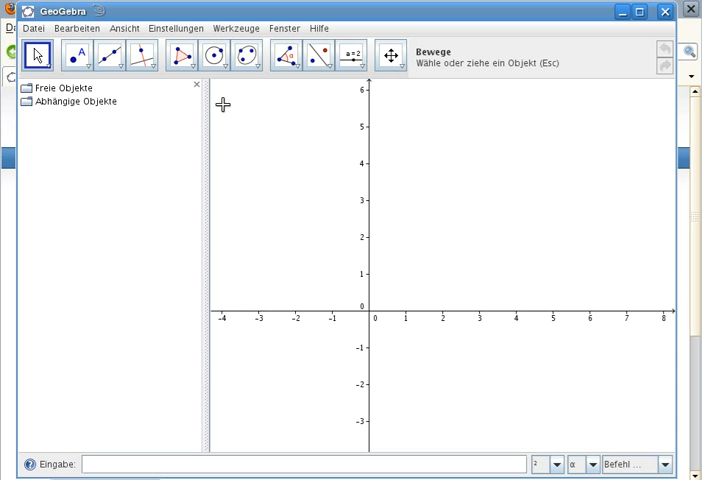 GeoGebra
Datei Bearbeiten Ansicht Einstellungen Werkzeuge Fenster Hilfe
A
α
a=2
Bewege
Wähle oder ziehe ein Objekt (Esc)
Freie Objekte
Abhängige Objekte
6
5
4
3
2
1
0
-4 -3 -2 -1 0 1 2 3 4 5 6 7 8
-1
-2
-3
Eingabe:
² α Befehl ...